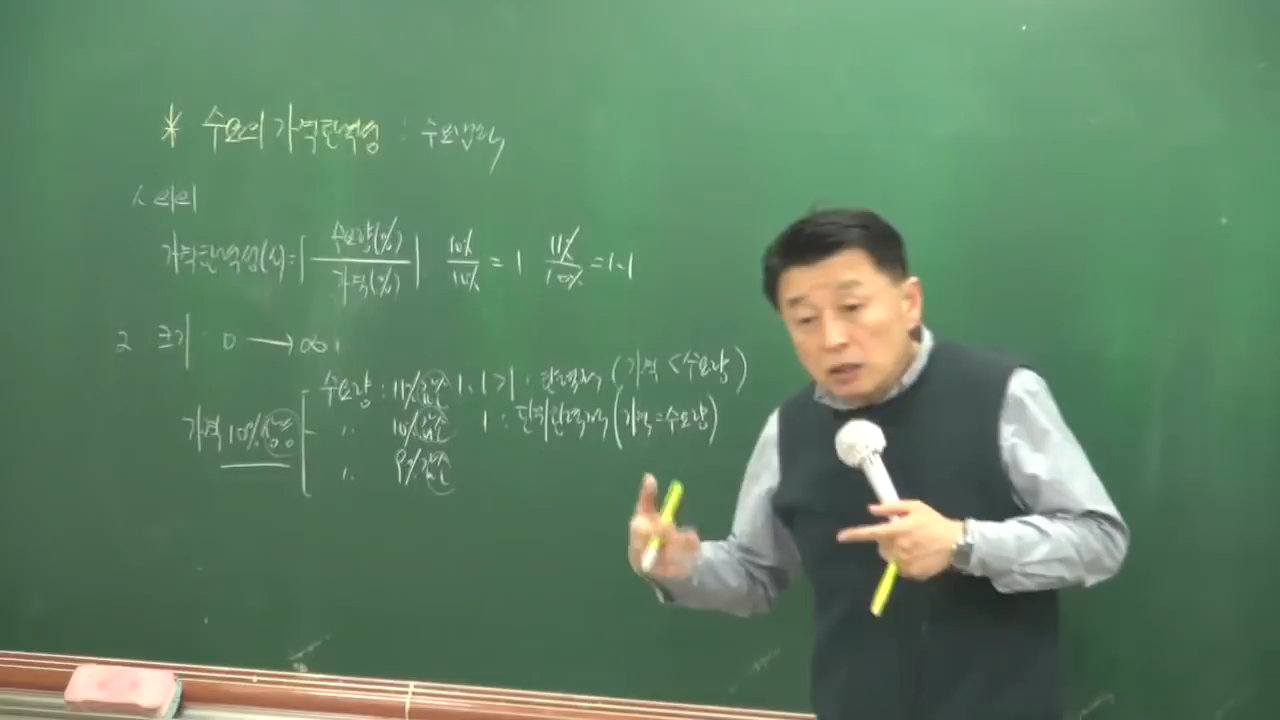 * 수요의 가격탄력성 : 수요량의
1. 의의
가격탄력성(수)=| 수요량(%) / 가격(%) | 10% / 10% = 1 11% / 10% = 1.1
2 크기 0 → ∞
수요량 : 11%감소 1.1>1 : 탄력적 (가격 < 수요량)
가격 10%상승 〃 10%감소 1 : 단위탄력적 (가격=수요량)
〃 9%감소